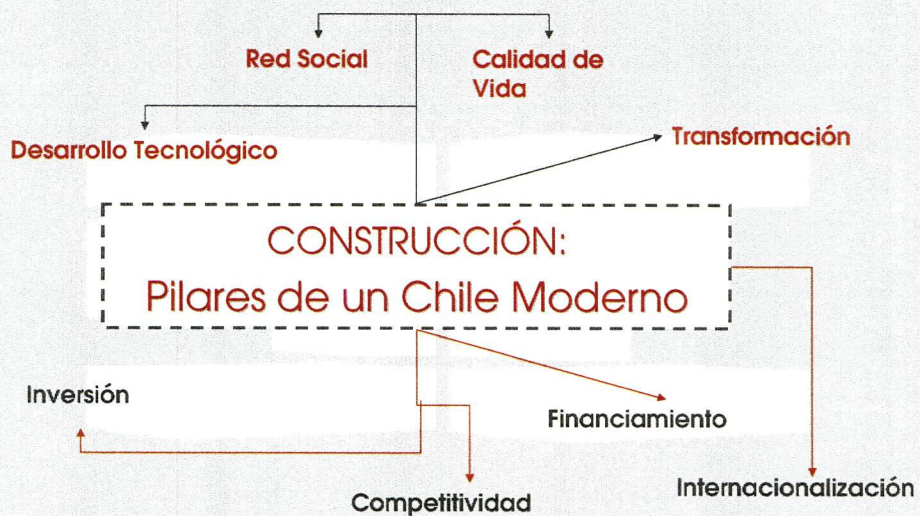 Red Social
Calidad de
Vida
Desarrollo Tecnológico
Transformación
CONSTRUCCIÓN:
Pilares de un Chile Moderno
Inversión
Financiamiento
Competitividad
Internacionalización